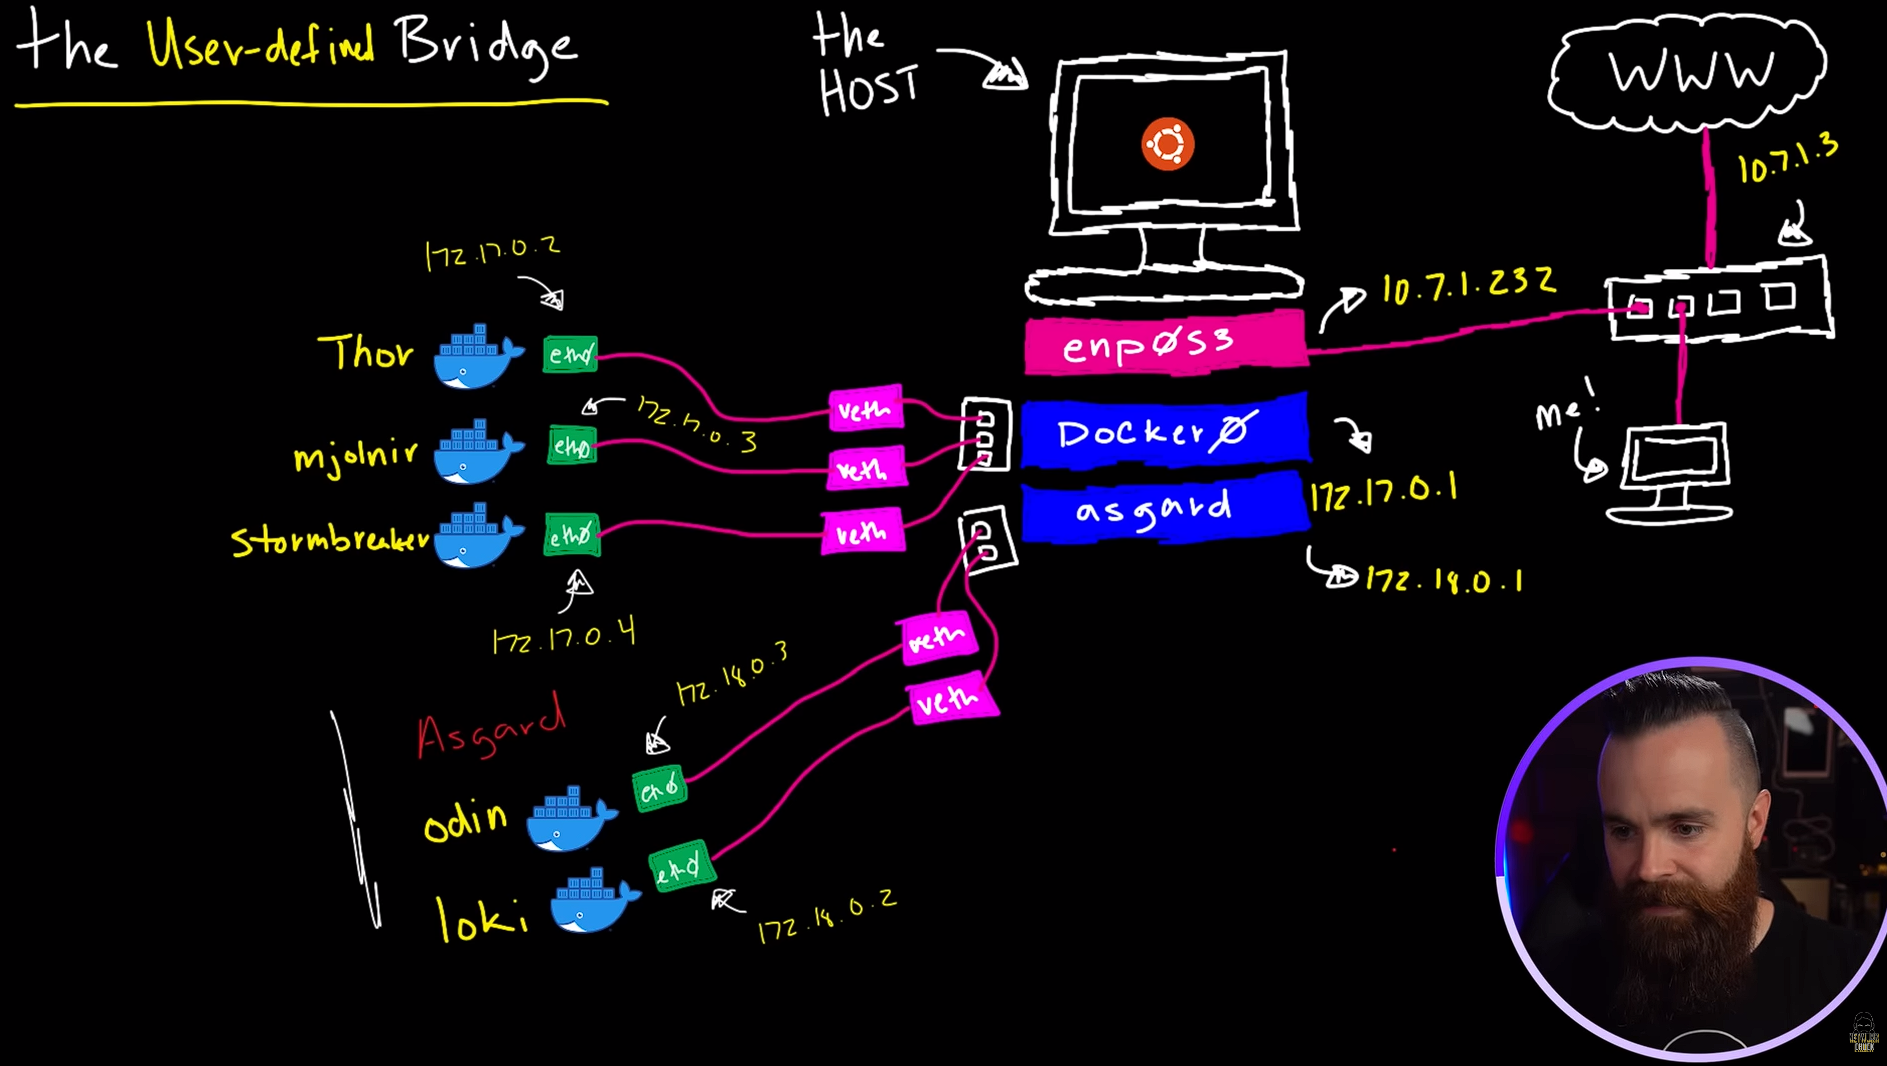 the User-defined Bridge
the
HOST
WWW
10.7.1.3
172.17.0.2
10.7.1.232
enp0s3
Thor
eth0
172.17.0.3
veth
Docker0
me!
mjolnir
eth0
veth
172.17.0.1
asgard
stormbreaker
eth0
veth
172.18.0.1
172.17.0.4
veth
172.18.0.3
veth
Asgard
odin
eth0
loki
eth0
172.18.0.2